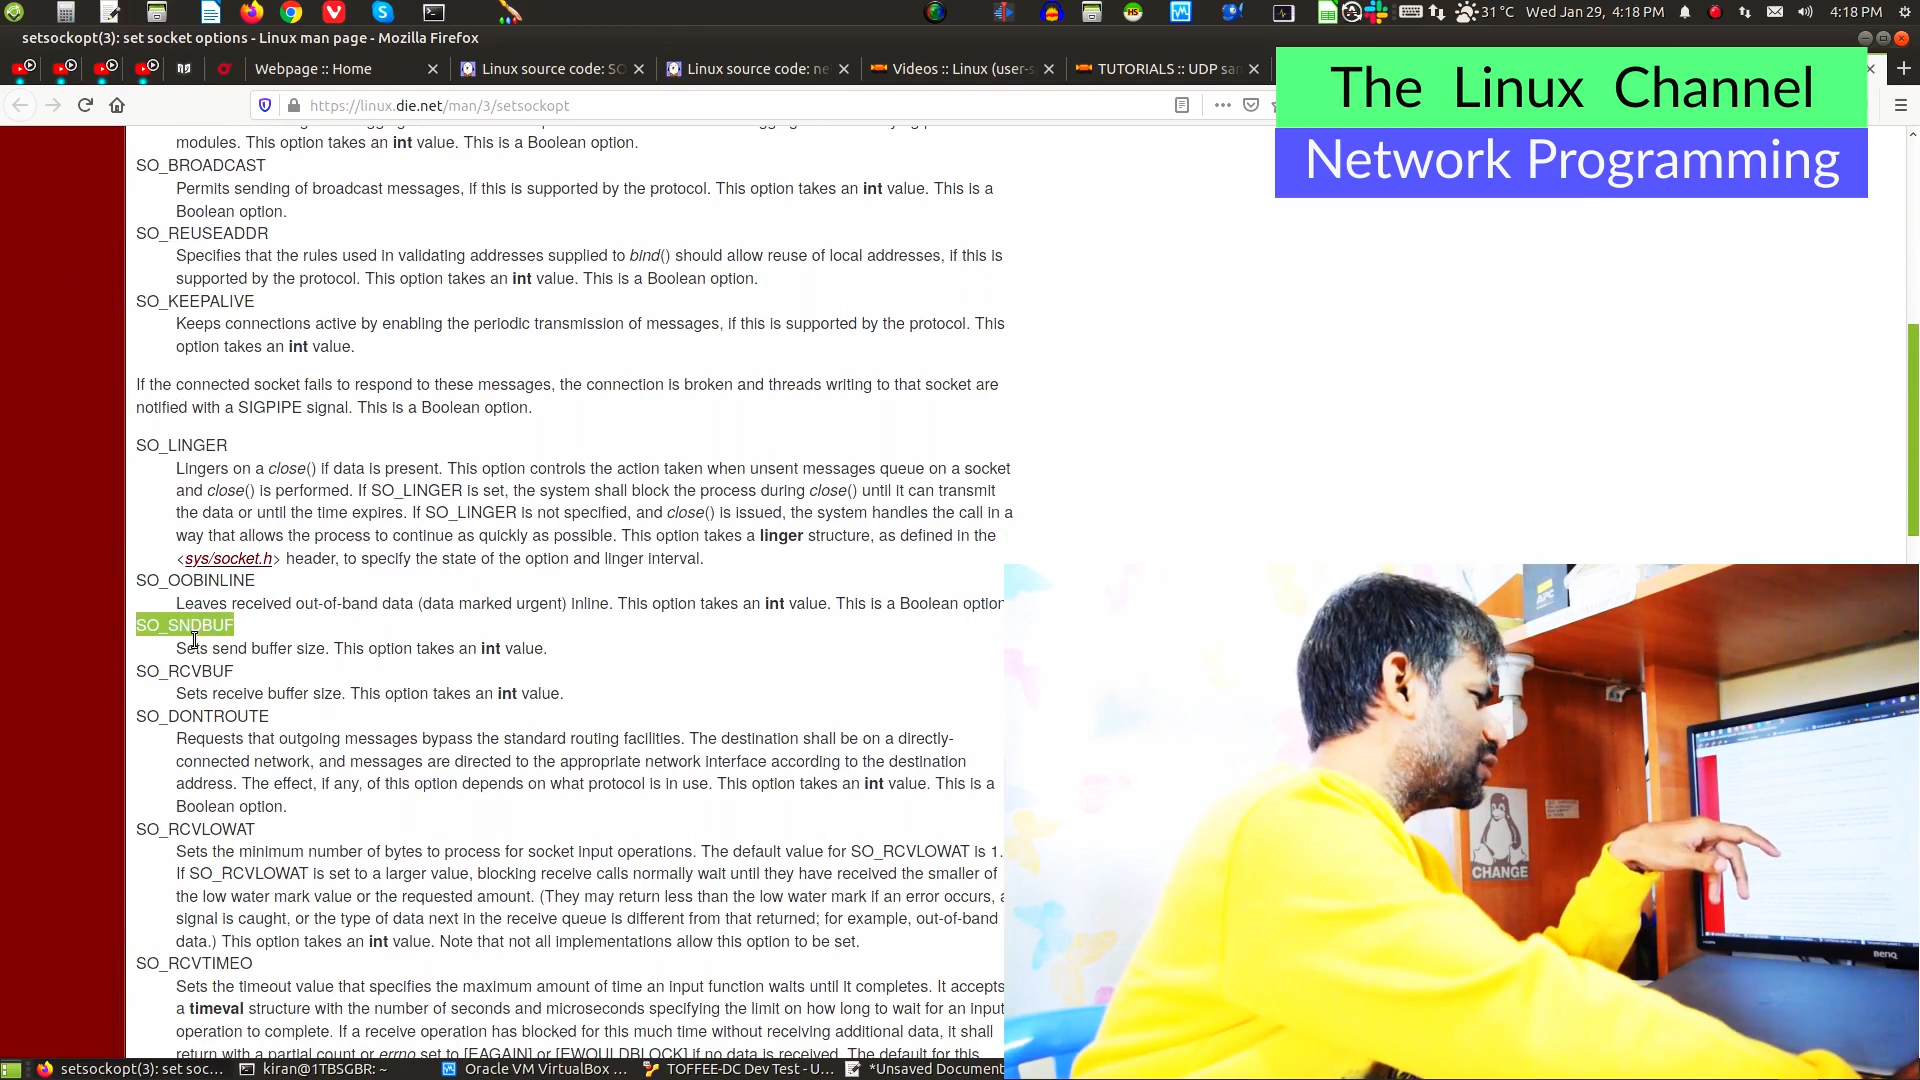 31 °C Wed Jan 29, 4:18 PM 4:18 PM
setsockopt(3): set socket options - Linux man page - Mozilla Firefox
Webpage :: Home Linux source code: SO Linux source code: ne Videos :: Linux (user-s TUTORIALS :: UDP san
https://linux.die.net/man/3/setsockopt
The Linux Channel
Network Programming
modules. This option takes an int value. This is a Boolean option.
SO_BROADCAST
Permits sending of broadcast messages, if this is supported by the protocol. This option takes an int value. This is a
Boolean option.
SO_REUSEADDR
Specifies that the rules used in validating addresses supplied to bind() should allow reuse of local addresses, if this is
supported by the protocol. This option takes an int value. This is a Boolean option.
SO_KEEPALIVE
Keeps connections active by enabling the periodic transmission of messages, if this is supported by the protocol. This
option takes an int value.
If the connected socket fails to respond to these messages, the connection is broken and threads writing to that socket are
notified with a SIGPIPE signal. This is a Boolean option.
SO_LINGER
Lingers on a close() if data is present. This option controls the action taken when unsent messages queue on a socket
and close() is performed. If SO_LINGER is set, the system shall block the process during close() until it can transmit
the data or until the time expires. If SO_LINGER is not specified, and close() is issued, the system handles the call in a
way that allows the process to continue as quickly as possible. This option takes a linger structure, as defined in the
<sys/socket.h> header, to specify the state of the option and linger interval.
SO_OOBINLINE
Leaves received out-of-band data (data marked urgent) inline. This option takes an int value. This is a Boolean option
SO_SNDBUF
Sets send buffer size. This option takes an int value.
SO_RCVBUF
Sets receive buffer size. This option takes an int value.
SO_DONTROUTE
Requests that outgoing messages bypass the standard routing facilities. The destination shall be on a directly-
connected network, and messages are directed to the appropriate network interface according to the destination
address. The effect, if any, of this option depends on what protocol is in use. This option takes an int value. This is a
Boolean option.
SO_RCVLOWAT
Sets the minimum number of bytes to process for socket input operations. The default value for SO_RCVLOWAT is 1.
If SO_RCVLOWAT is set to a larger value, blocking receive calls normally wait until they have received the smaller of
the low water mark value or the requested amount. (They may return less than the low water mark if an error occurs, a
signal is caught, or the type of data next in the receive queue is different from that returned; for example, out-of-band
data.) This option takes an int value. Note that not all implementations allow this option to be set.
SO_RCVTIMEO
Sets the timeout value that specifies the maximum amount of time an input function waits until it completes. It accepts
a timeval structure with the number of seconds and microseconds specifying the limit on how long to wait for an input
operation to complete. If a receive operation has blocked for this much time without receiving additional data, it shall
return with a partial count or errno set to [EAGAIN] or [EWOULDBLOCK] if no data is received. The default for this
APC
CHANGE
BenQ
setsockopt(3): set soc... kiran@1TBSGBR: ~ Oracle VM VirtualBox ... TOFFEE-DC Dev Test - U... *Unsaved Document